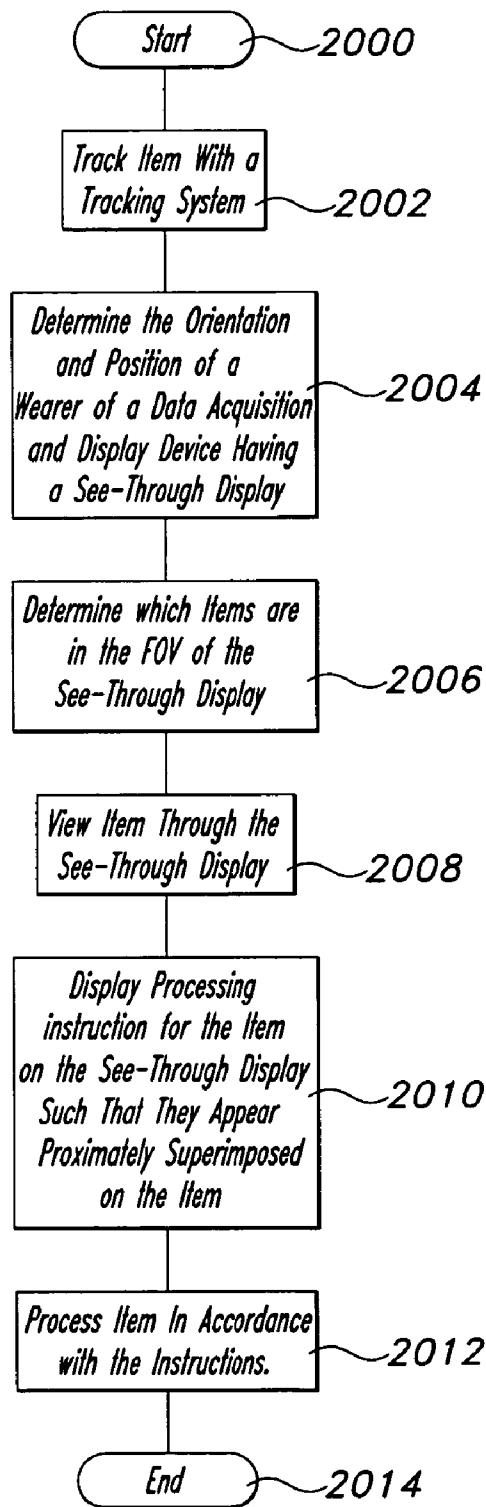 Start
2000
Track Item With a
Tracking System
2002
Determine the Orientation
and Position of a
Wearer of a Data Acquisition
and Display Device Having
a See-Through Display
2004
Determine which Items are
in the FOV of the
See-Through Display
2006
View Item Through the
See-Through Display
2008
Display Processing
instruction for the Item
on the See-Through Display
Such That They Appear
Proximately Superimposed
on the Item
2010
Process Item In Accordance
with the Instructions.
2012
End
2014